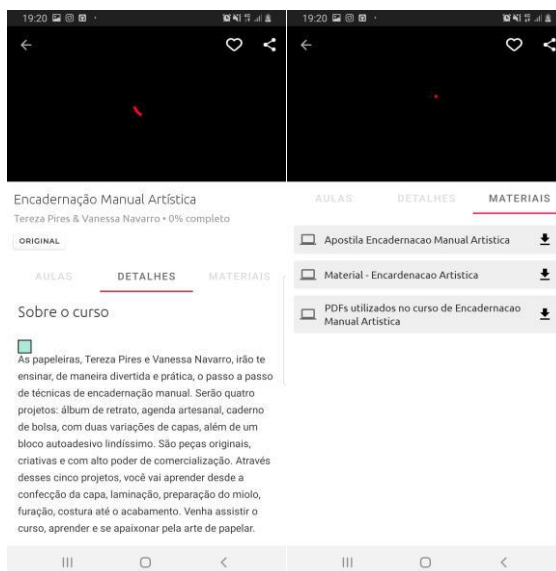 19:20
Encadernação Manual Artística
Tereza Pires & Vanessa Navarro • 0% completo
ORIGINAL
AULAS DETALHES MATERIAIS
Sobre o curso
As papeleiras, Tereza Pires e Vanessa Navarro, irão te
ensinar, de maneira divertida e prática, o passo a passo
de técnicas de encadernação manual. Serão quatro
projetos: álbum de retrato, agenda artesanal, caderno
de bolsa, com duas variações de capas, além de um
bloco autoadesivo lindíssimo. São peças originais,
criativas e com alto poder de comercialização. Através
desses cinco projetos, você vai aprender desde a
confecção da capa, laminação, preparação do miolo,
furação, costura até o acabamento. Venha assistir o
curso, aprender e se apaixonar pela arte de papelar.
19:20
AULAS DETALHES MATERIAIS
Apostila Encadernacao Manual Artistica
Material - Encardenacao Artistica
PDFs utilizados no curso de Encadernacao
Manual Artistica